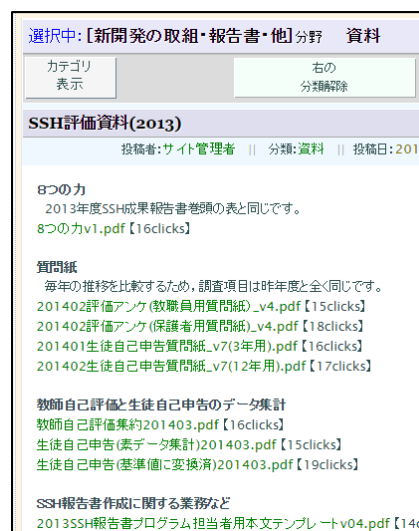 選択中:【新開発の取組・報告書・他】分野 資料
カテゴリ
表示
右の
分類解除
SSH評価資料(2013)
投稿者:サイト管理者 || 分類:資料 || 投稿日:201
8つの力
2013年度SSH成果報告書巻頭の表と同じです。
8つの力v1.pdf【16clicks】
質問紙
毎年の推移を比較するため,調査項目は昨年度と全く同じです。
201402評価アンケ(教職員用質問紙)_v4.pdf【15clicks】
201402評価アンケ(保護者用質問紙)_v4.pdf【18clicks】
201401生徒自己申告質問紙_v7(3年用).pdf【16clicks】
201402生徒自己申告質問紙_v7(12年用).pdf【17clicks】
教師自己評価と生徒自己申告のデータ集計
教師自己評価集約201403.pdf【16clicks】
生徒自己申告(素データ集計)201403.pdf【15clicks】
生徒自己申告(基準値に変換済)201403.pdf【19clicks】
SSH報告書作成に関する業務など
2013SSH報告書プログラム担当者用本文テンプレートv04.pdf【14c